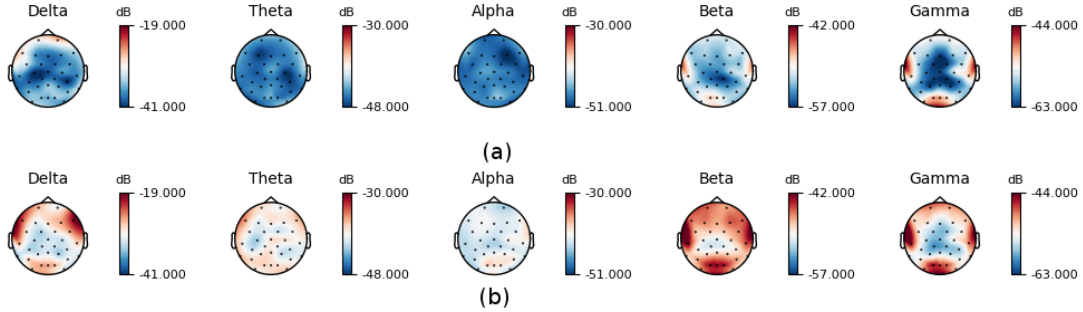 Delta dB Theta dB Alpha dB Beta dB Gamma dB
-19.000 -30.000 -30.000 -42.000 -44.000
-41.000 -48.000 -51.000 -57.000 -63.000
(a)
Delta dB Theta dB Alpha dB Beta dB Gamma dB
-19.000 -30.000 -30.000 -42.000 -44.000
-41.000 -48.000 -51.000 -57.000 -63.000
(b)